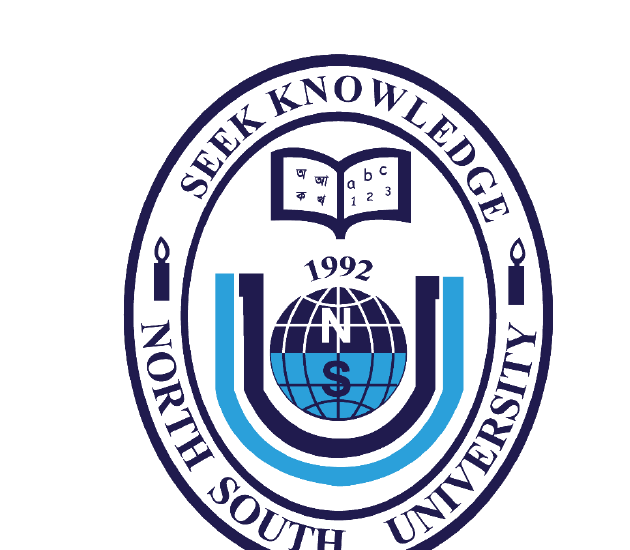 SEEK KNOWLEDGE
অ আ
ক খ
a b c
1 2 3
1992
N
S
NORTH SOUTH UNIVERSITY